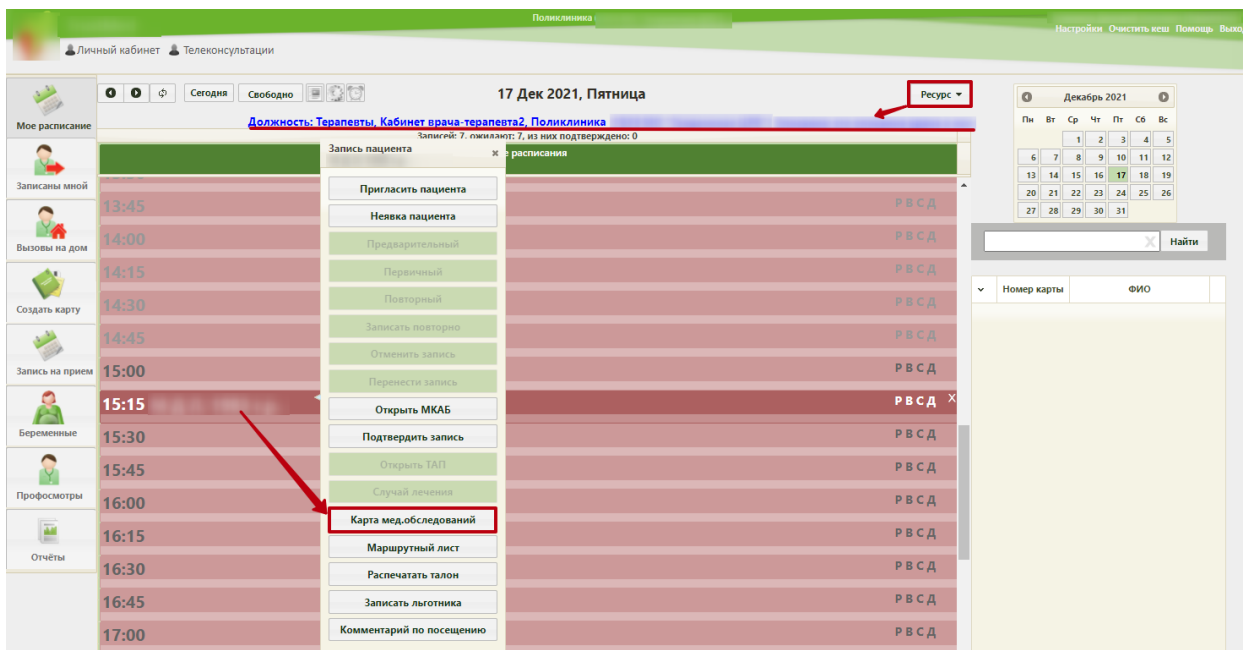 Поликлиника
Настройки Очистить кеш Помощь Выхо
Личный кабинет Телеконсультации
Сегодня Свободно
17 Дек 2021, Пятница
Ресурс
Должность: Терапевты, Кабинет врача-терапевта2, Поликлиника
Записей: 7, ожидают: 7, из них подтверждено: 0
Запись пациента x
е расписания
Мое расписание
Записаны мной
Вызовы на дом
Создать карту
Запись на прием
Беременные
Профосмотры
Отчёты
13:45 Р В С Д
14:00 Р В С Д
14:15 Р В С Д
14:30 Р В С Д
14:45 Р В С Д
15:00 Р В С Д
15:15 Р В С Д X
15:30 Р В С Д
15:45 Р В С Д
16:00 Р В С Д
16:15 Р В С Д
16:30 Р В С Д
16:45 Р В С Д
17:00 Р В С Д
Пригласить пациента
Неявка пациента
Предварительный
Первичный
Повторный
Записать повторно
Отменить запись
Перенести запись
Открыть МКАБ
Подтвердить запись
Открыть ТАП
Случай лечения
Карта мед.обследований
Маршрутный лист
Распечатать талон
Записать льготника
Комментарий по посещению
Декабрь 2021
Пн Вт Ср Чт Пт Сб Вс
1 2 3 4 5
6 7 8 9 10 11 12
13 14 15 16 17 18 19
20 21 22 23 24 25 26
27 28 29 30 31
X Найти
Номер карты ФИО